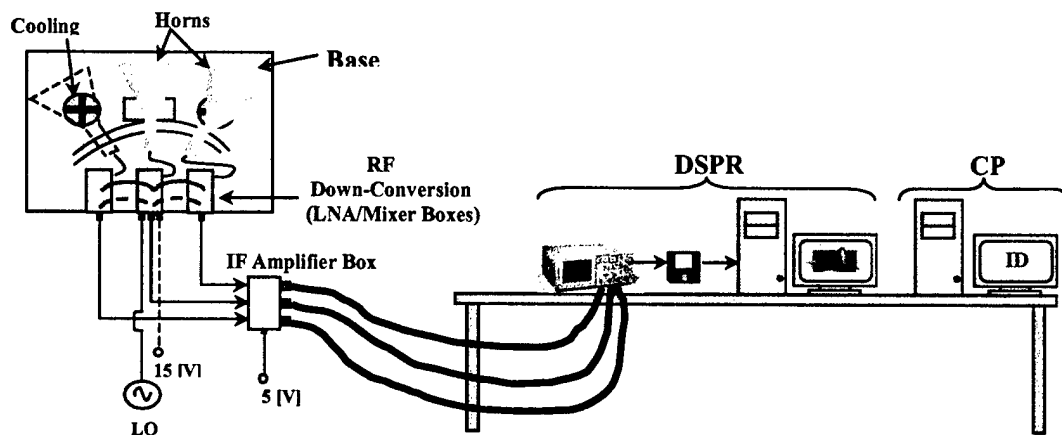 Horns
Cooling
Base
RF
Down-Conversion
(LNA/Mixer Boxes)
DSPR
CP
ID
IF Amplifier Box
15 [V]
5 [V]
LO